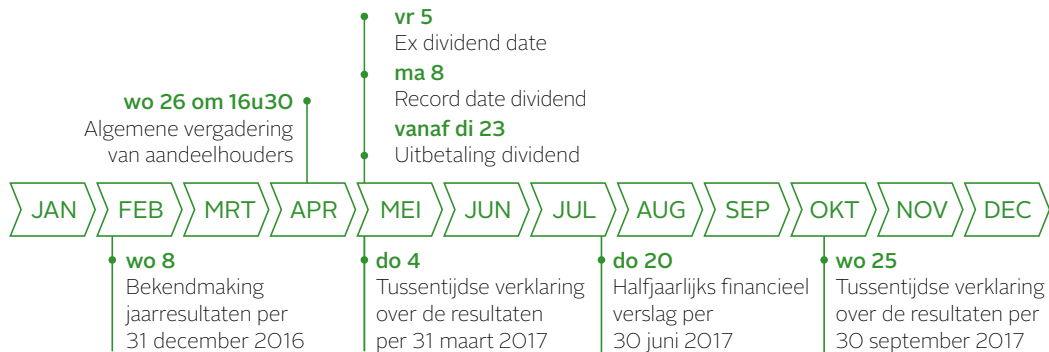 vr 5
Ex dividend date
ma 8
Record date dividend
vanaf di 23
Uitbetaling dividend
wo 26 om 16u30
Algemene vergadering
van aandeelhouders
JAN FEB MRT APR MEI JUN JUL AUG SEP OKT NOV DEC
wo 8
Bekendmaking
jaarresultaten per
31 december 2016
do 4
Tussentijdse verklaring
over de resultaten
per 31 maart 2017
do 20
Halfjaarlijks financieel
verslag per
30 juni 2017
wo 25
Tussentijdse verklaring
over de resultaten per
30 september 2017